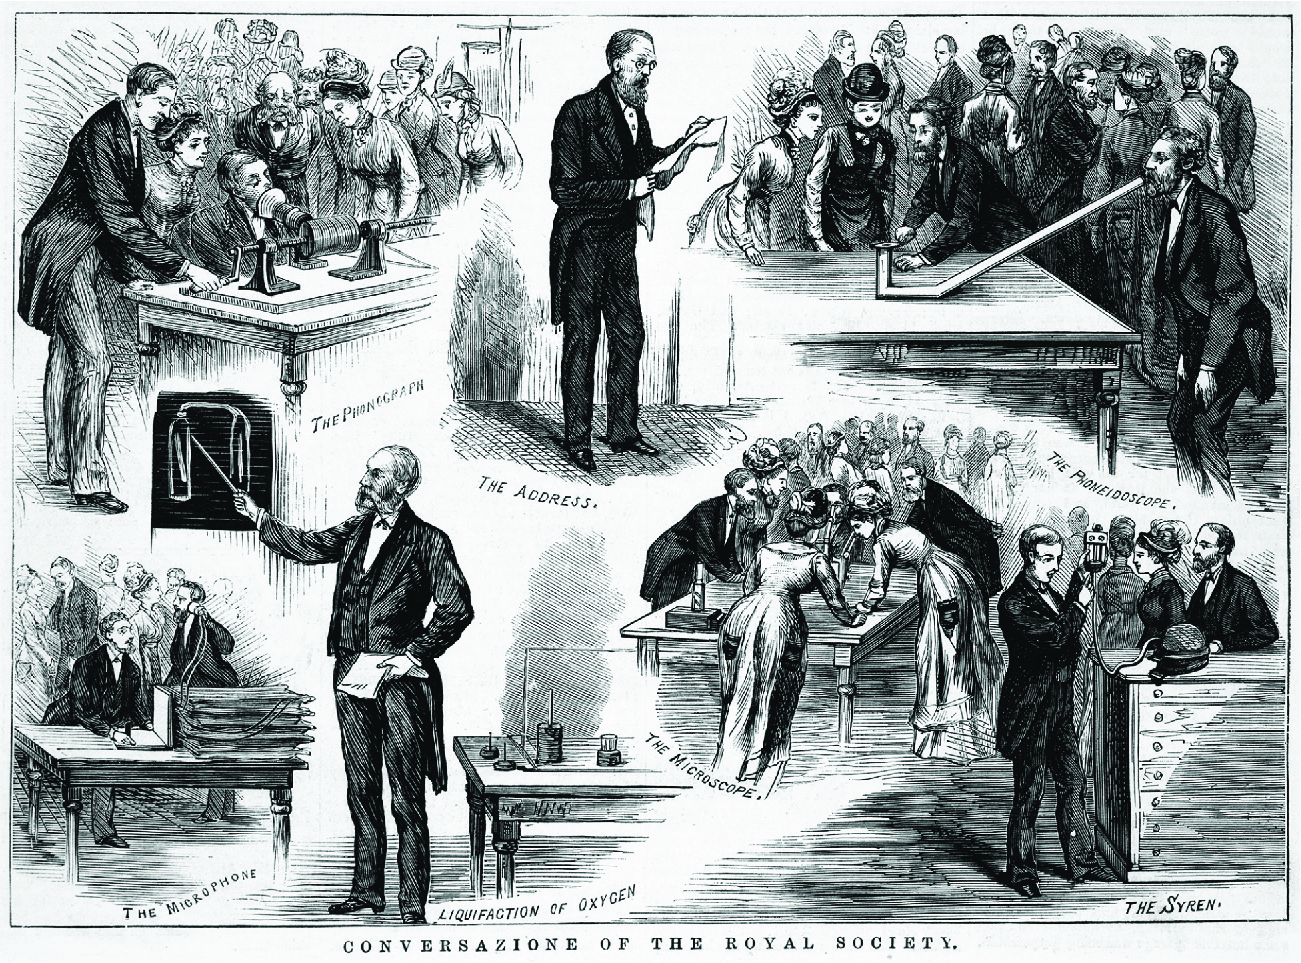 THE PHONOGRAPH
THE ADDRESS.
THE PHONEIDOSCOPE.
THE MICROSCOPE.
THE MICROPHONE
LIQUIFACTION OF OXYGEN
THE SYREN.
CONVERSAZIONE OF THE ROYAL SOCIETY.